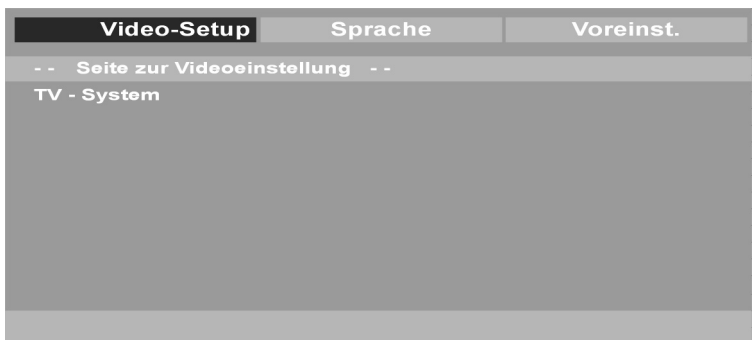 Video-Setup Sprache Voreinst.
-- Seite zur Videoeinstellung --
TV - System